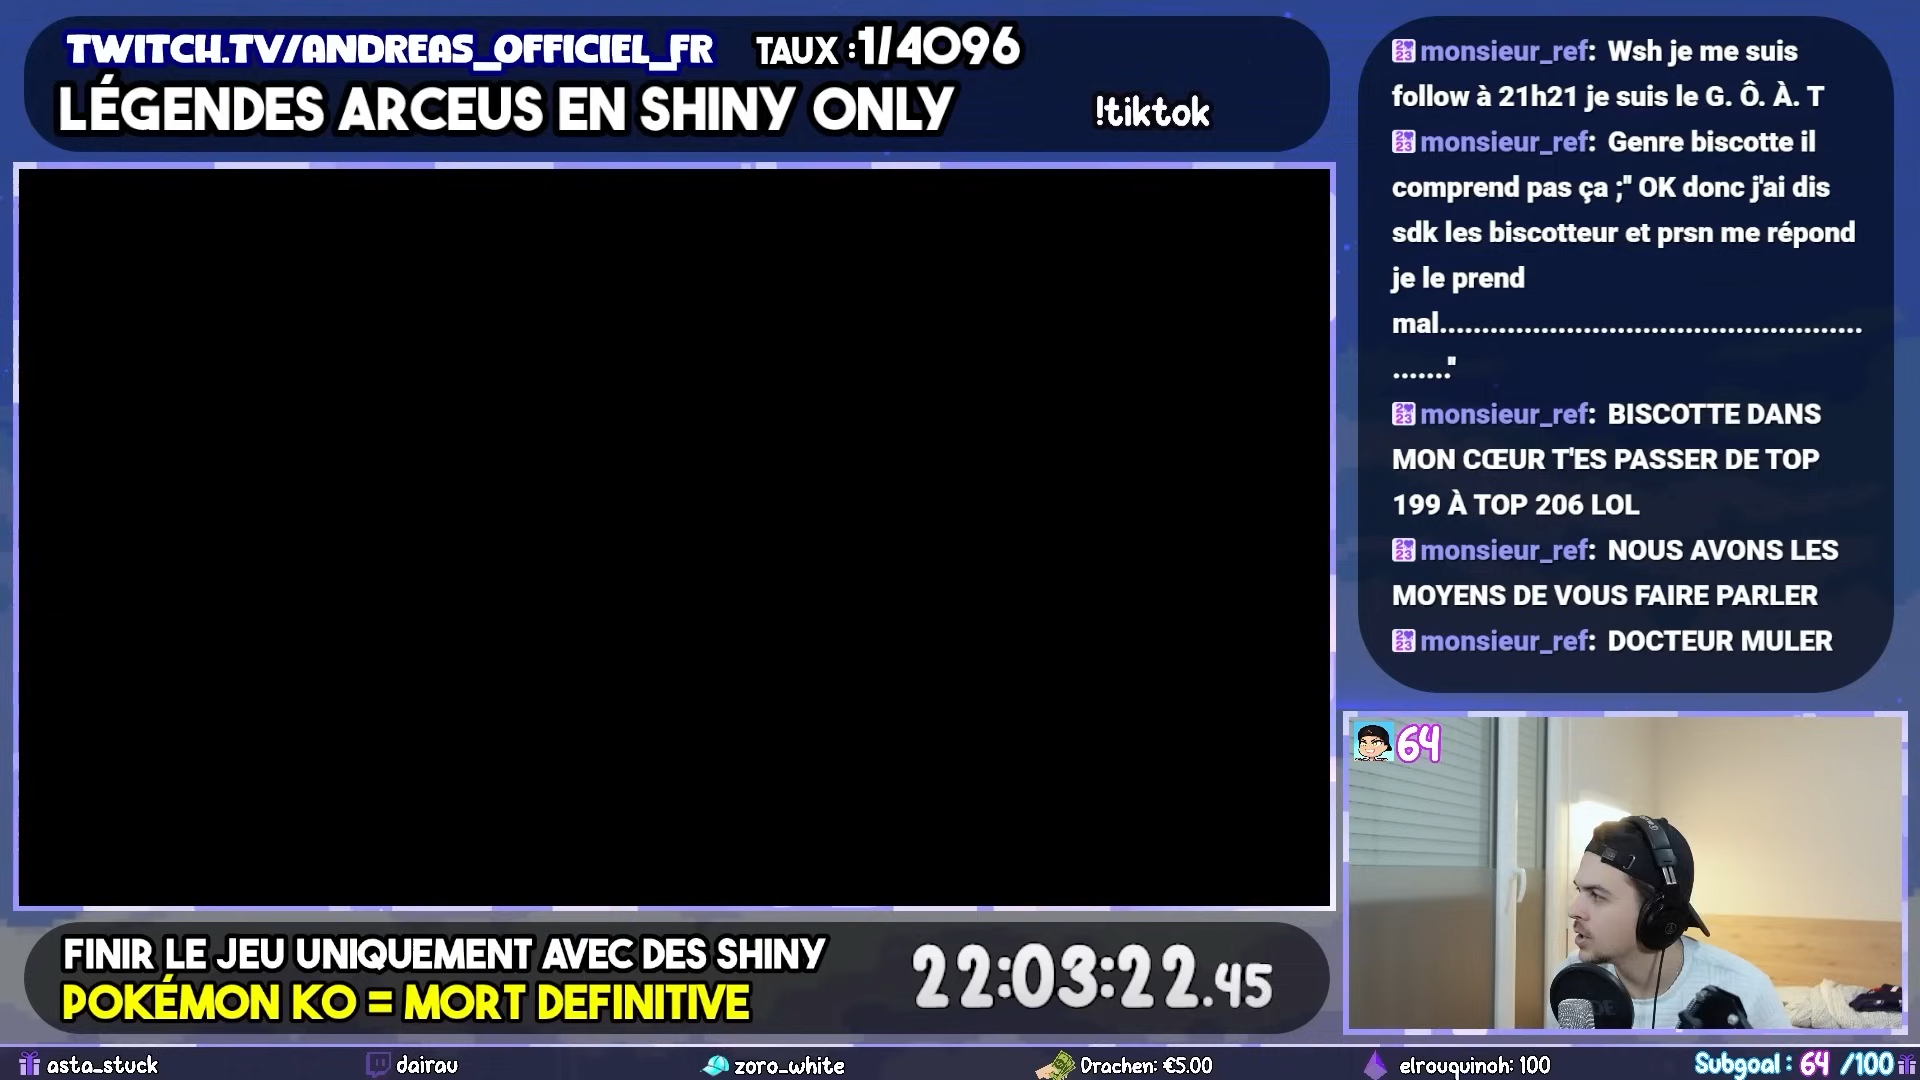 TWITCH.TV/ANDREAS_OFFICIEL_FR TAUX :1/4096
LÉGENDES ARCEUS EN SHINY ONLY !tiktok
monsieur_ref: Wsh je me suis
follow à 21h21 je suis le G. Ô. À. T
monsieur_ref: Genre biscotte il
comprend pas ça ;" OK donc j'ai dis
sdk les biscotteur et prsn me répond
je le prend
mal..................................................
......."
monsieur_ref: BISCOTTE DANS
MON CŒUR T'ES PASSER DE TOP
199 À TOP 206 LOL
monsieur_ref: NOUS AVONS LES
MOYENS DE VOUS FAIRE PARLER
monsieur_ref: DOCTEUR MULER
64
FINIR LE JEU UNIQUEMENT AVEC DES SHINY
POKÉMON KO = MORT DEFINITIVE
22:03:22.45
asta_stuck dairau zoro_white Drachen: €5.00 elrouquinoh: 100 Subgoal : 64 /100